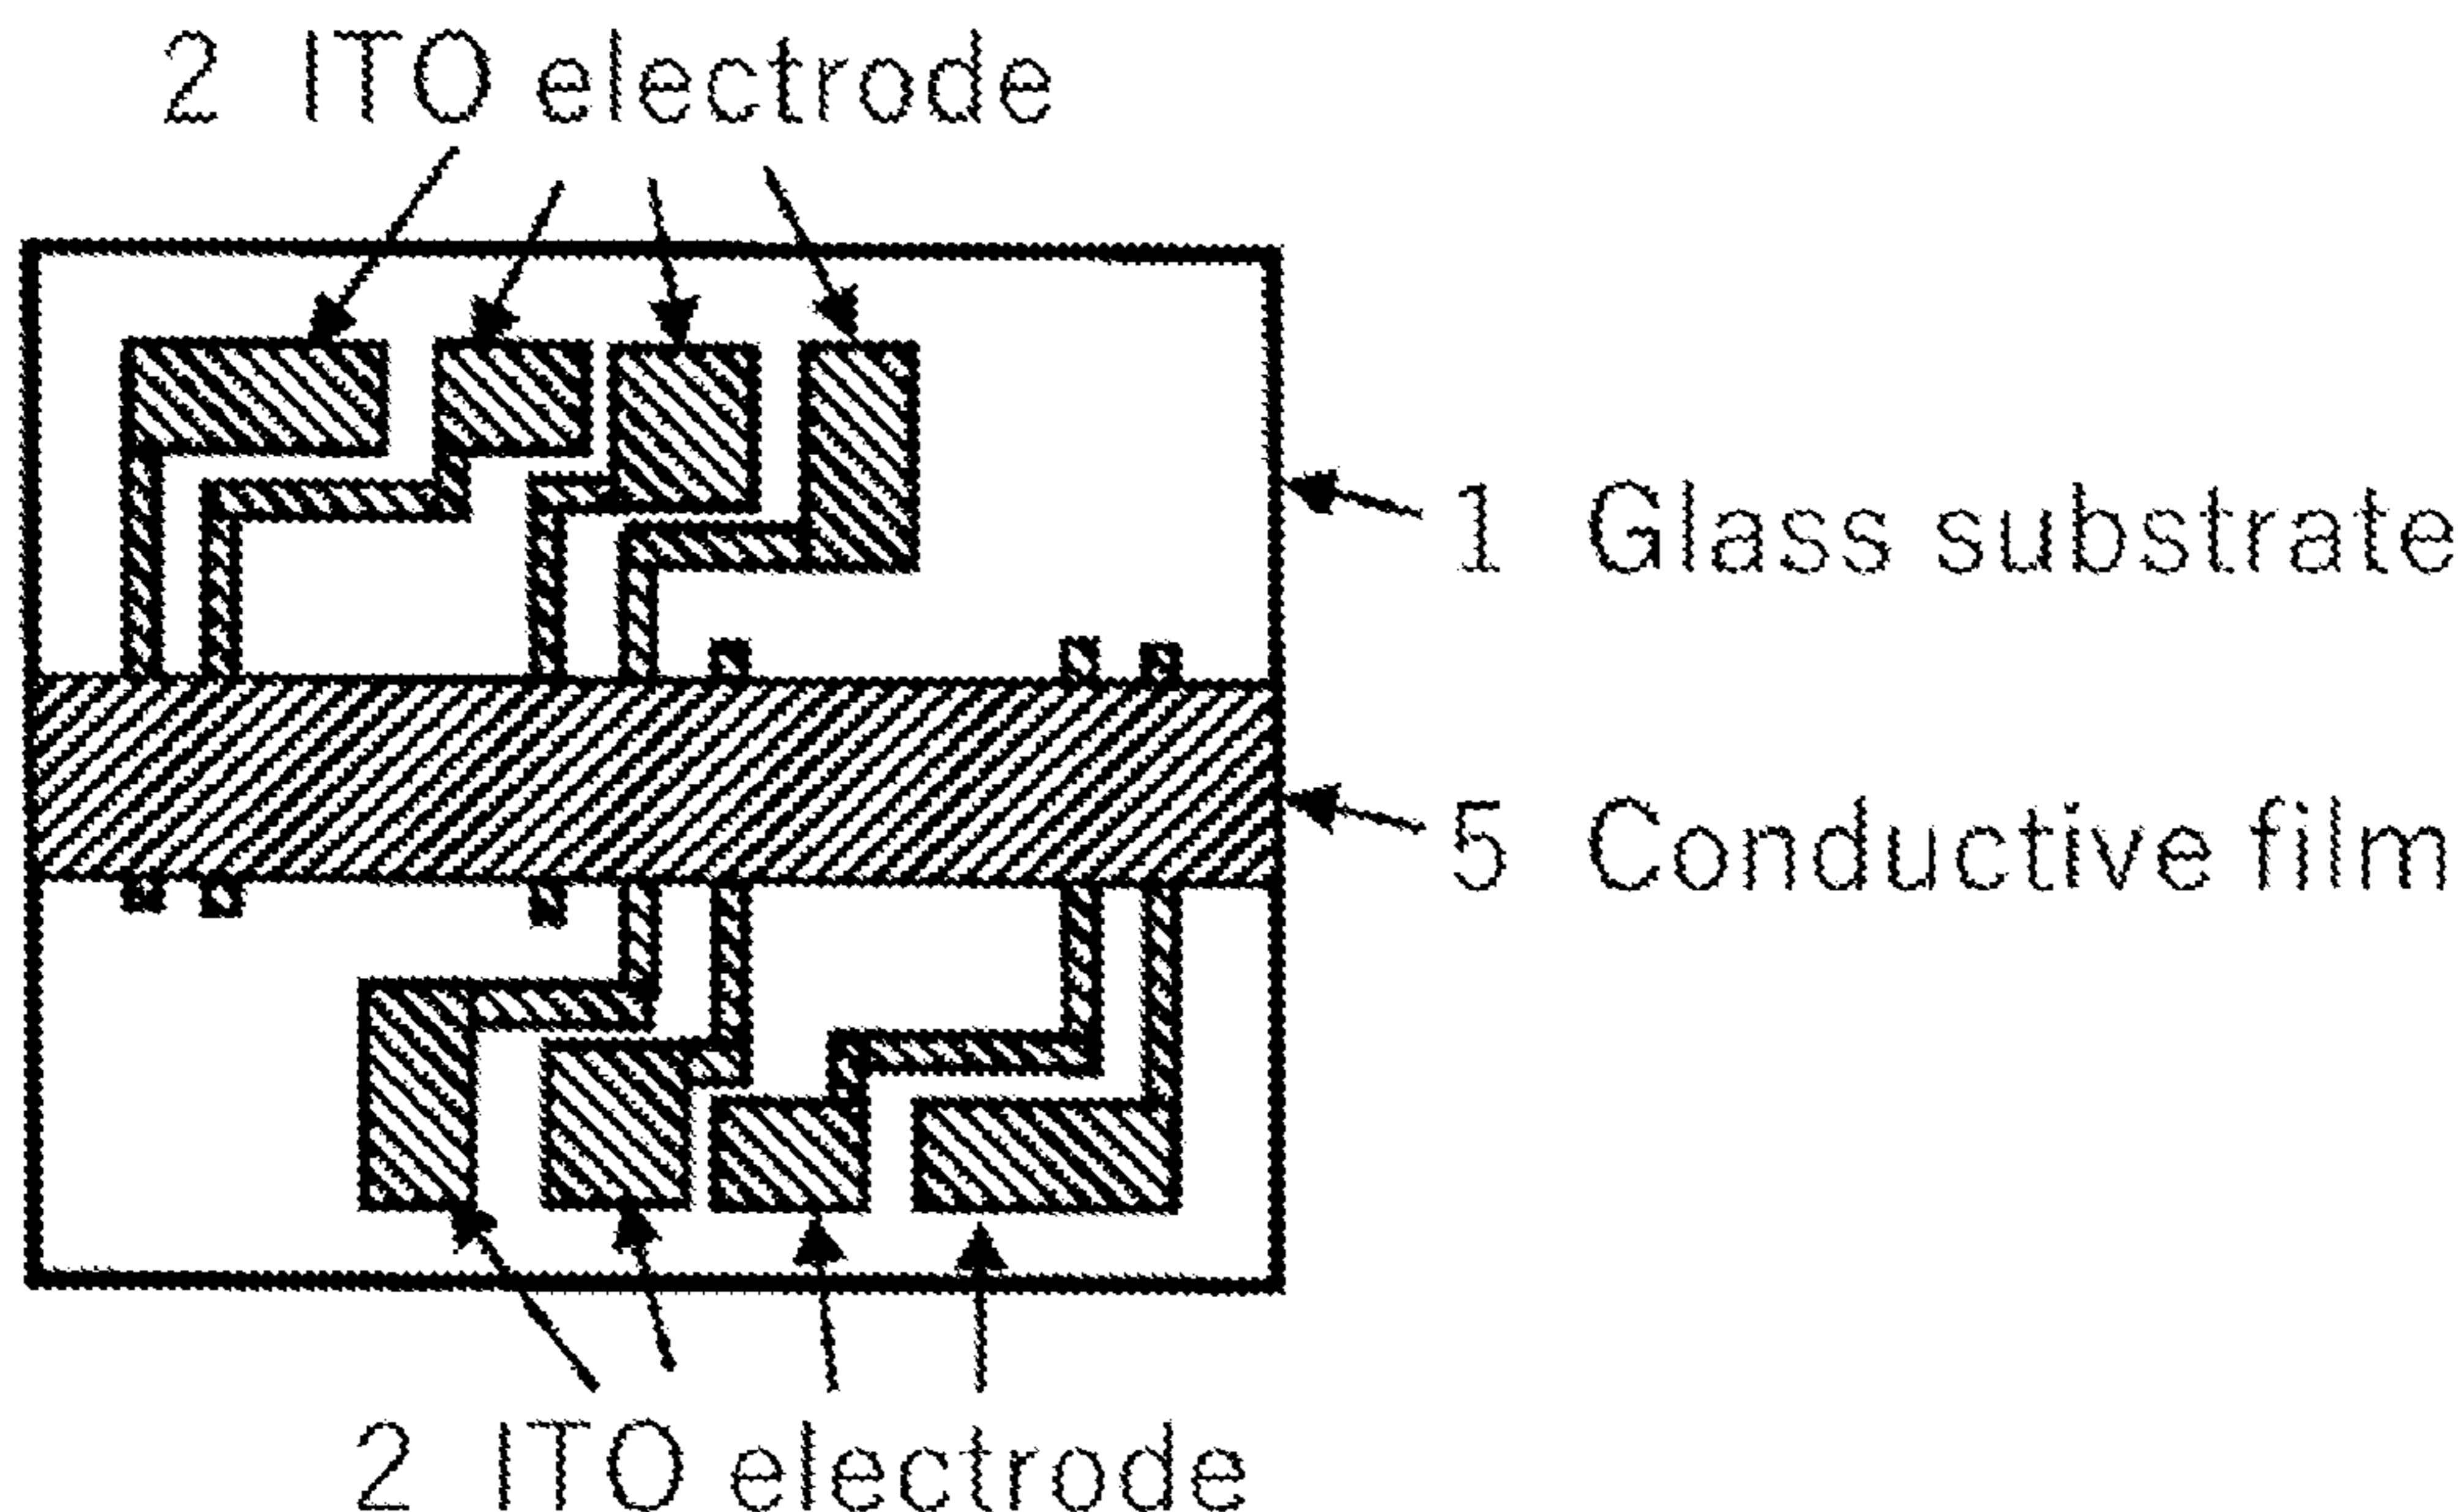 2 ITO electrode
1 Glass substrate
5 Conductive film
2 ITO electrode